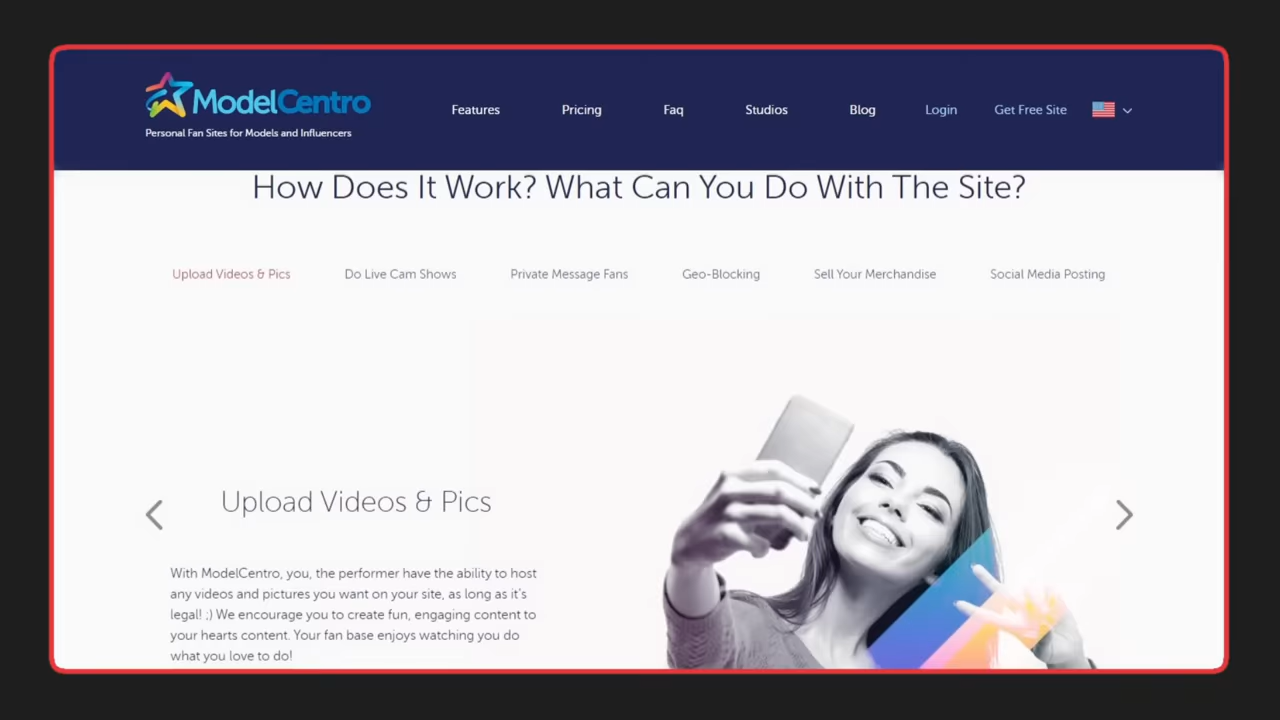 ModelCentro
Personal Fan Sites for Models and Influencers
Features
Pricing
Faq
Studios
Blog
Login
Get Free Site
How Does It Work? What Can You Do With The Site?
Upload Videos & Pics
Do Live Cam Shows
Private Message Fans
Geo-Blocking
Sell Your Merchandise
Social Media Posting
Upload Videos & Pics
With ModelCentro, you, the performer have the ability to host
any videos and pictures you want on your site, as long as it's
legal! ;) We encourage you to create fun, engaging content to
your hearts content. Your fan base enjoys watching you do
what you love to do!